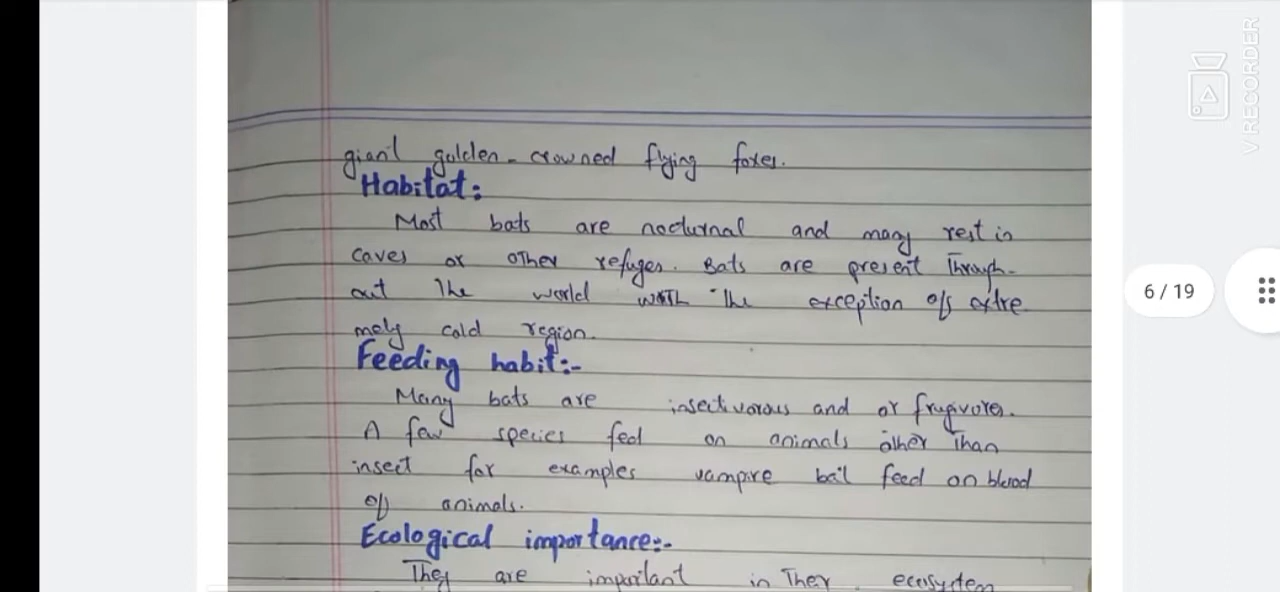 giant golden-crowned flying foxes.
Habitat:
Most bats are nocturnal and many rest in
caves or other refuges. Bats are present Through-
out The world with The exception of extre
mely cold region.
Feeding habit:-
Many bats are insectivorous and or frugivores.
A few species feed on animals other Than
insect for examples vampire bat feed on blood
of animals.
Ecological importance:-
They are important in They ecosystem
6 / 19
V RECORDER